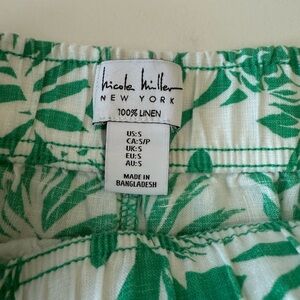 nicole miller
NEW YORK
100% LINEN
US:S
CA:S/P
UK:S
EU:S
AU:S
MADE IN
BANGLADESH